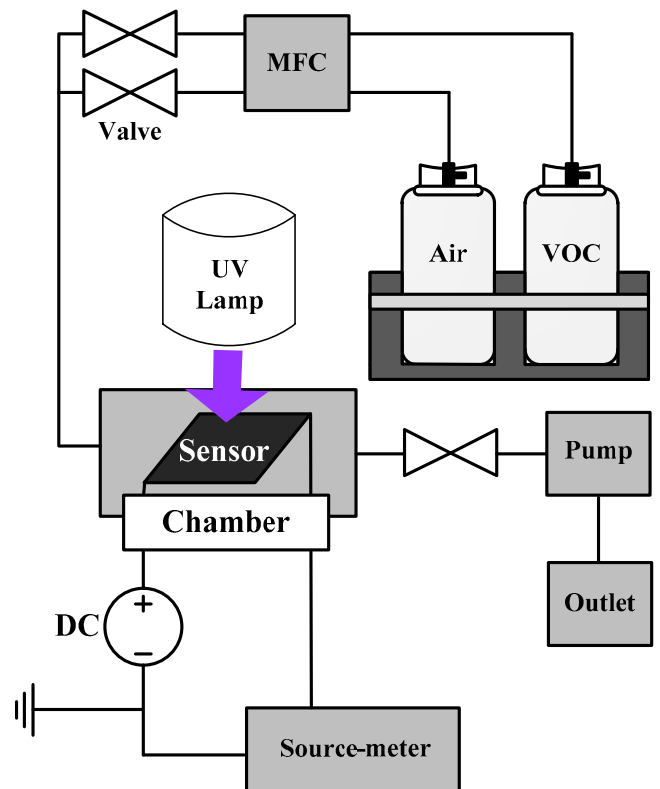 MFC
Valve
Air
VOC
UV
Lamp
Sensor
Chamber
Pump
Outlet
DC
+
−
Source-meter